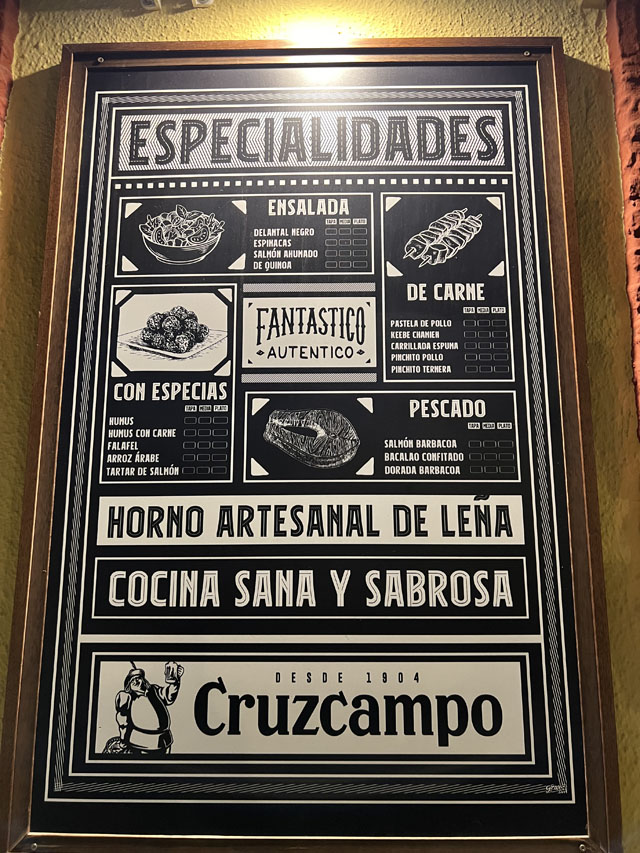 ESPECIALIDADES
ENSALADA
TAPA MEDIA PLATO
DELANTAL NEGRO
ESPINACAS
SALMÓN AHUMADO
DE QUINOA
DE CARNE
TAPA MEDIA PLATO
PASTELA DE POLLO
KEEBE CHAMIEN
CARRILLADA ESPUMA
PINCHITO POLLO
PINCHITO TERNERA
FANTASTICO
AUTENTICO
CON ESPECIAS
TAPA MEDIA PLATO
HUMUS
HUMUS CON CARNE
FALAFEL
ARROZ ÁRABE
TARTAR DE SALMÓN
PESCADO
TAPA MEDIA PLATO
SALMÓN BARBACOA
BACALAO CONFITADO
DORADA BARBACOA
HORNO ARTESANAL DE LEÑA
COCINA SANA Y SABROSA
DESDE 1904
Cruzcampo